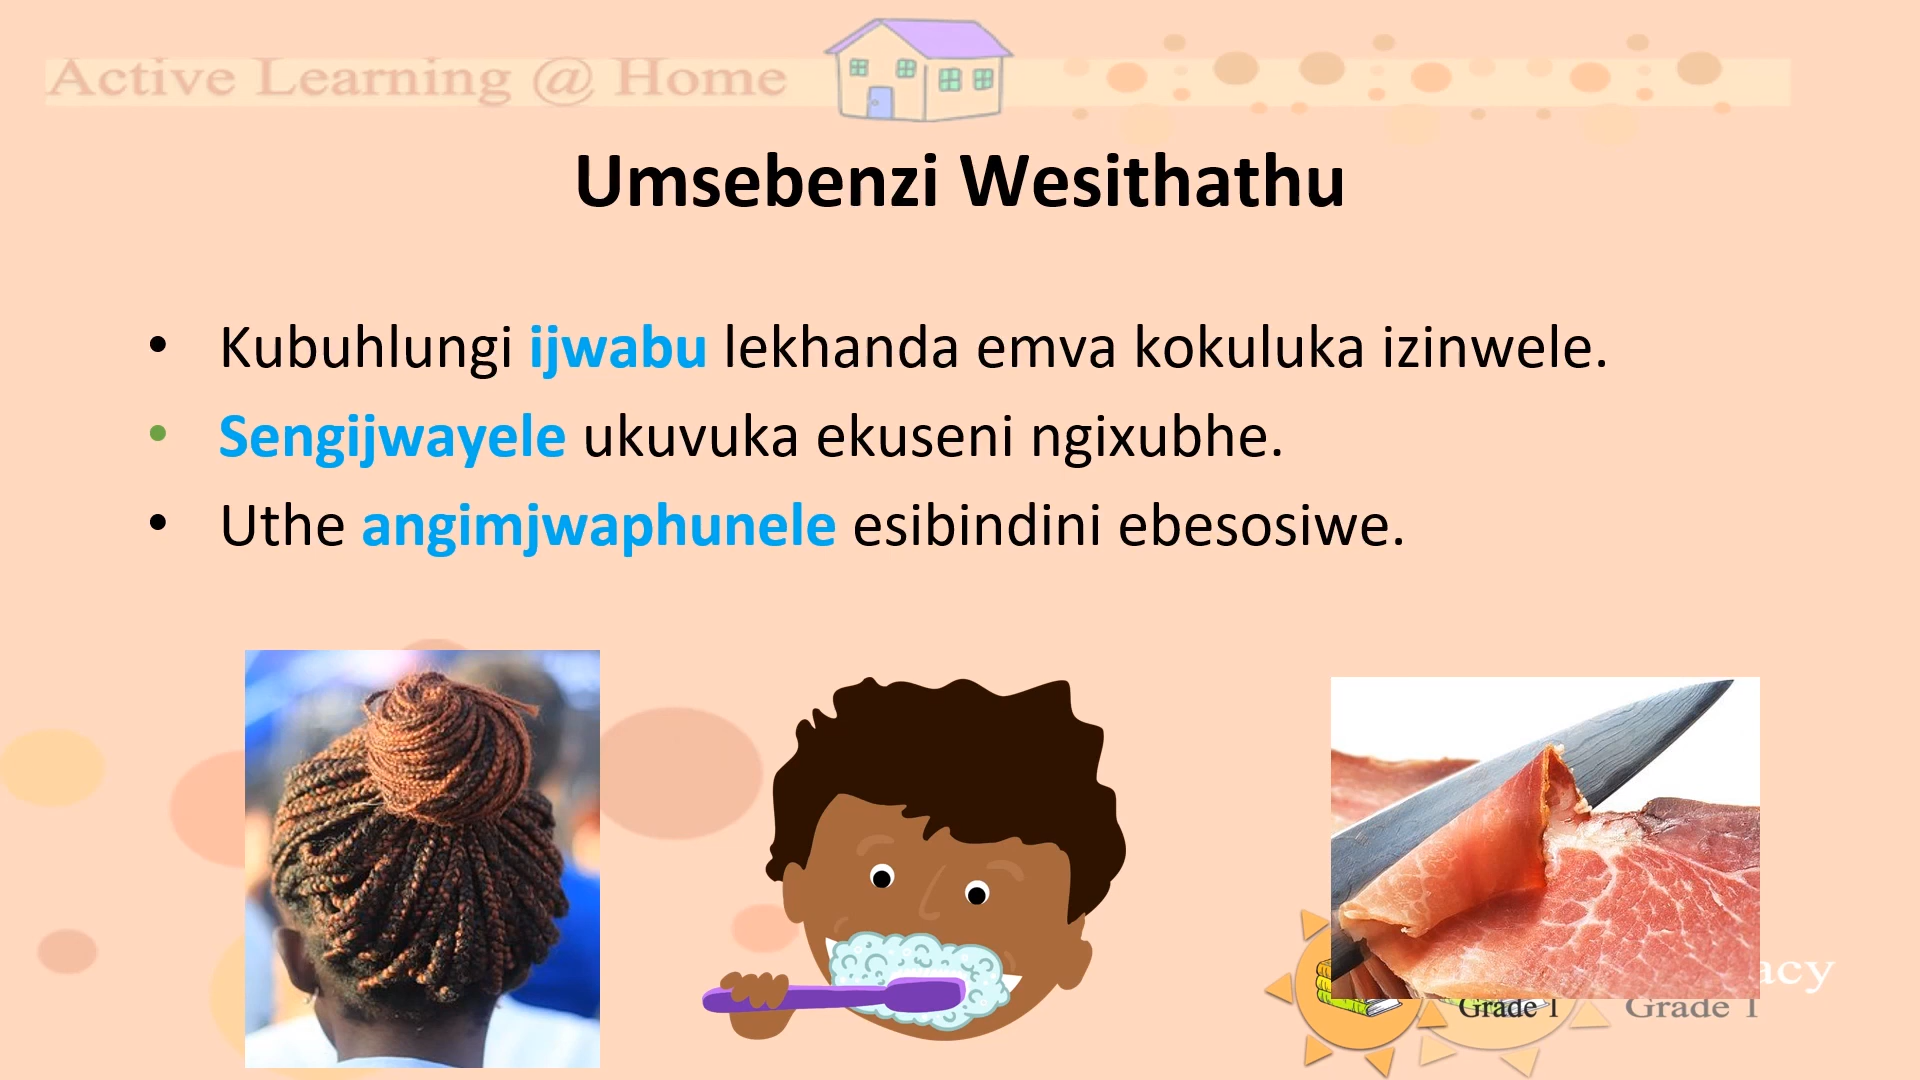 Active Learning @ Home
Umsebenzi Wesithathu
• Kubuhlungi ijwabu lekhanda emva kokuluka izinwele.
• Sengijwayele ukuvuka ekuseni ngixubhe.
• Uthe angimjwaphunele esibindini ebesosiwe.
acy
Grade 1 Grade 1